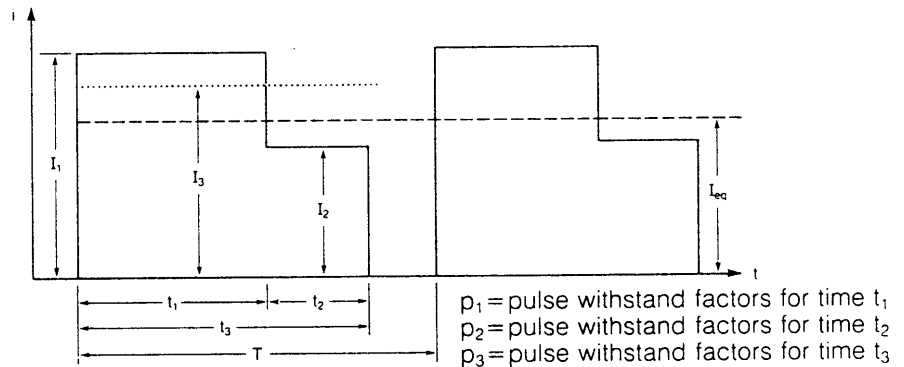 i
I₁
I₃
I₂
I_eq
t
t₁
t₂
t₃
T
p₁=pulse withstand factors for time t₁
p₂=pulse withstand factors for time t₂
p₃=pulse withstand factors for time t₃